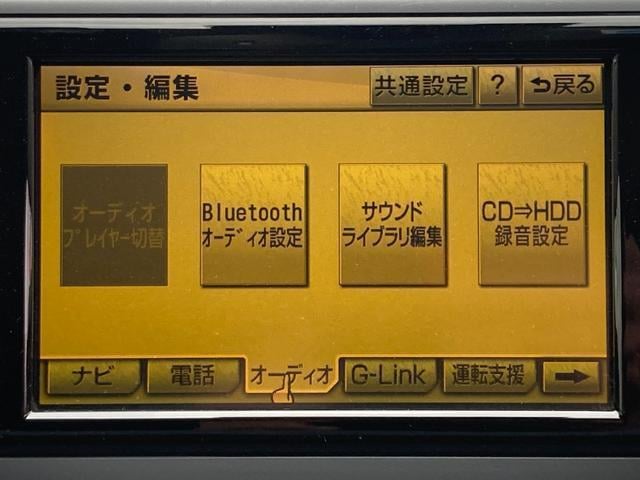 設定・編集 共通設定 ? 戻る
オーディオ
プレイヤー切替
Bluetooth
オーディオ設定
サウンド
ライブラリ編集
CD⇒HDD
録音設定
ナビ 電話 オーディオ G-Link 運転支援